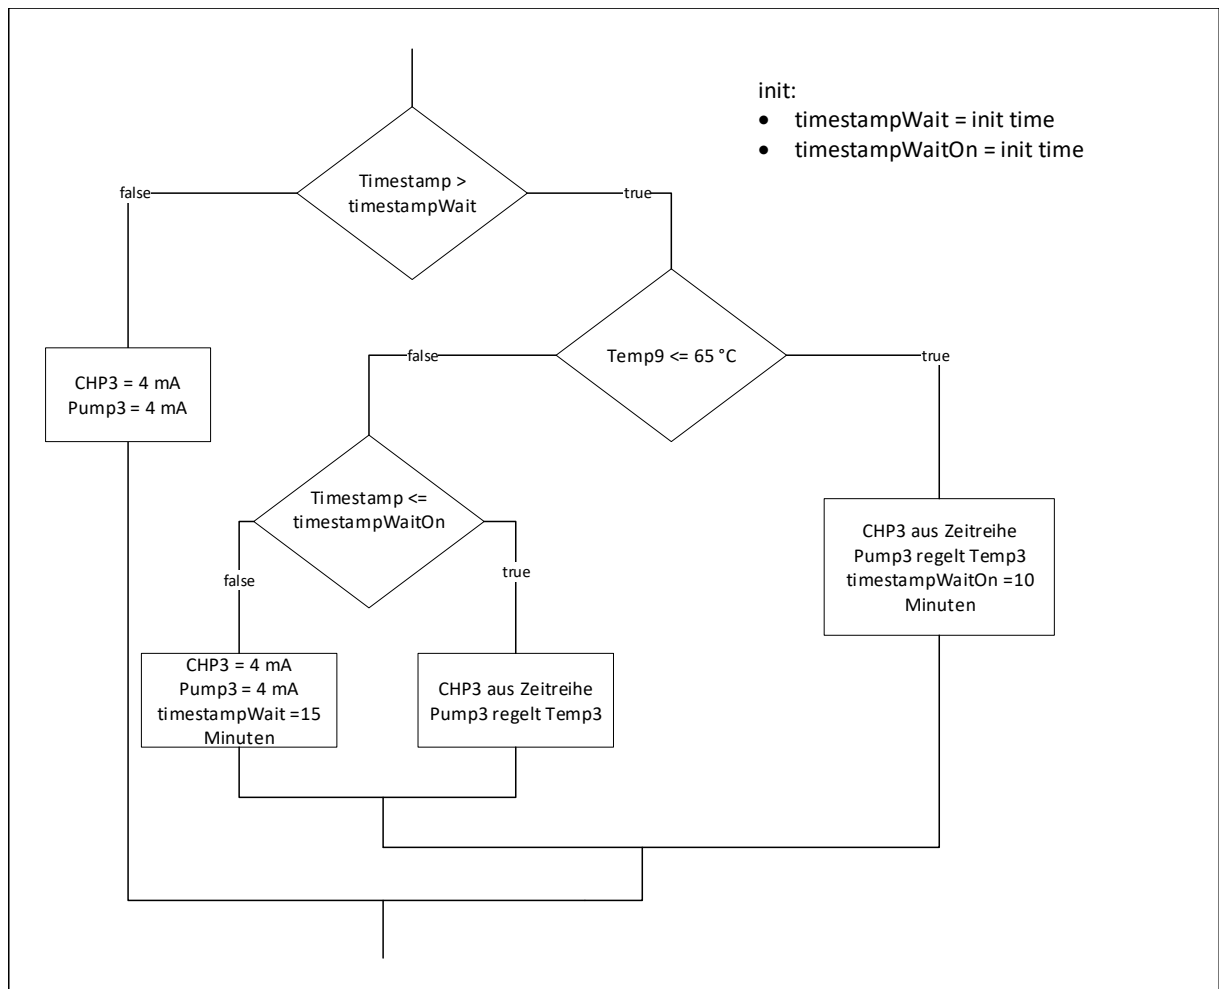 init:
• timestampWait = init time
• timestampWaitOn = init time
Timestamp >
timestampWait
false
true
Temp9 <= 65 °C
false
true
CHP3 = 4 mA
Pump3 = 4 mA
Timestamp <=
timestampWaitOn
false
true
CHP3 aus Zeitreihe
Pump3 regelt Temp3
timestampWaitOn =10
Minuten
CHP3 = 4 mA
Pump3 = 4 mA
timestampWait =15
Minuten
CHP3 aus Zeitreihe
Pump3 regelt Temp3